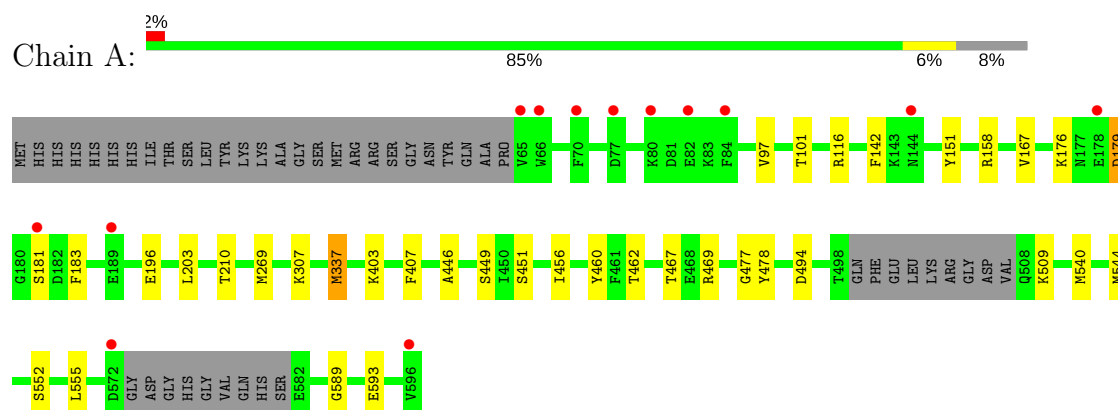 2%
Chain A:
85% 6% 8%
MET HIS HIS HIS HIS HIS HIS ILE THR SER LEU TYR LYS LYS ALA GLY SER MET ARG ARG SER GLY ASN TYR GLN ALA PRO V65 W66 F70 D77 K80 D81 E82 K83 F84 V97 T101 R116 F142 K143 N144 Y151 R158 V167 K176 N177 E178 D179
G180 S181 D182 F183 E189 E196 L203 T210 M269 K307 M337 K403 F407 A446 S449 I450 S451 I456 Y460 F461 T462 T467 E468 R469 G477 Y478 D494 T498 GLN PHE GLU LEU LYS ARG GLY ASP VAL Q508 K509 M540 M544
S552 L555 D572 GLY ASP GLY HIS GLY VAL GLN HIS SER E582 G589 E593 V596